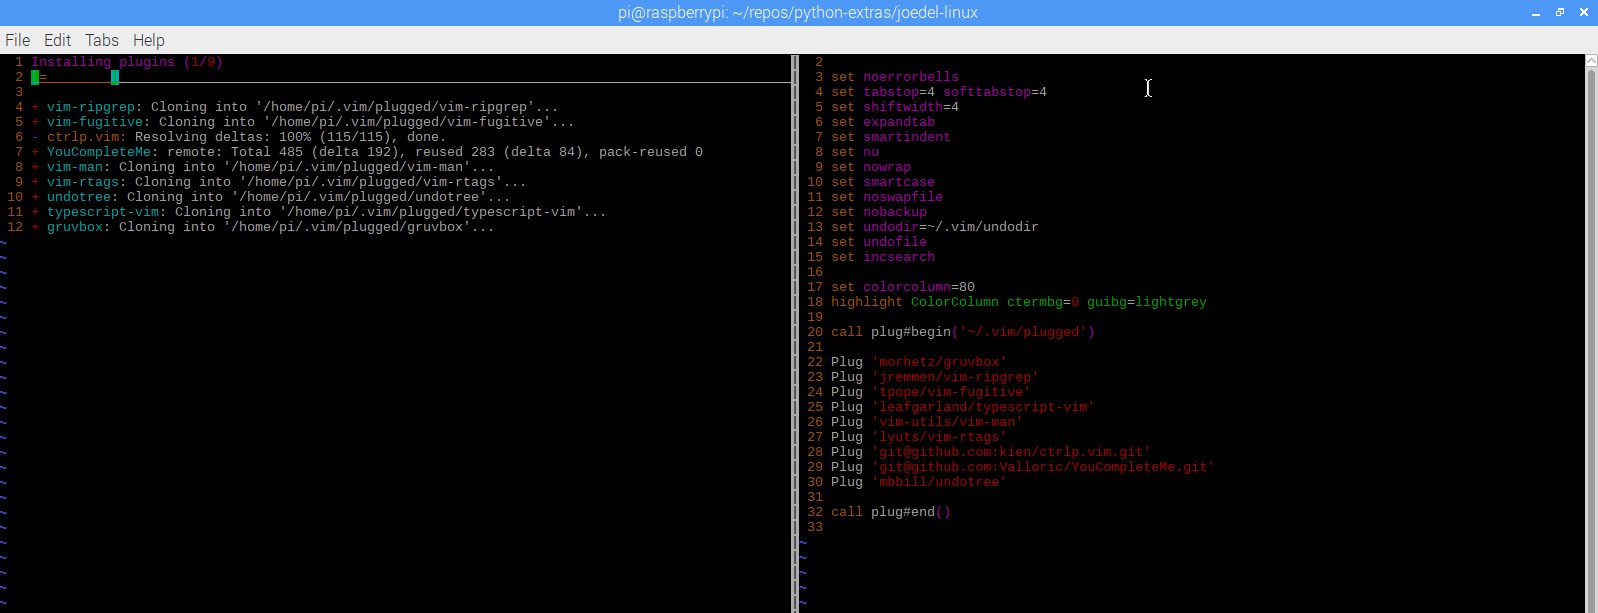 pi@raspberrypi: ~/repos/python-extras/joedel-linux
File Edit Tabs Help
1 Installing plugins (1/9)
2 [=         ]
3
4 + vim-ripgrep: Cloning into '/home/pi/.vim/plugged/vim-ripgrep'...
5 + vim-fugitive: Cloning into '/home/pi/.vim/plugged/vim-fugitive'...
6 - ctrlp.vim: Resolving deltas: 100% (115/115), done.
7 + YouCompleteMe: remote: Total 485 (delta 192), reused 283 (delta 84), pack-reused 0
8 + vim-man: Cloning into '/home/pi/.vim/plugged/vim-man'...
9 + vim-rtags: Cloning into '/home/pi/.vim/plugged/vim-rtags'...
10 + undotree: Cloning into '/home/pi/.vim/plugged/undotree'...
11 + typescript-vim: Cloning into '/home/pi/.vim/plugged/typescript-vim'...
12 + gruvbox: Cloning into '/home/pi/.vim/plugged/gruvbox'...
2
3 set noerrorbells
4 set tabstop=4 softtabstop=4
5 set shiftwidth=4
6 set expandtab
7 set smartindent
8 set nu
9 set nowrap
10 set smartcase
11 set noswapfile
12 set nobackup
13 set undodir=~/.vim/undodir
14 set undofile
15 set incsearch
16
17 set colorcolumn=80
18 highlight ColorColumn ctermbg=0 guibg=lightgrey
19
20 call plug#begin('~/.vim/plugged')
21
22 Plug 'morhetz/gruvbox'
23 Plug 'jremmen/vim-ripgrep'
24 Plug 'tpope/vim-fugitive'
25 Plug 'leafgarland/typescript-vim'
26 Plug 'vim-utils/vim-man'
27 Plug 'lyuts/vim-rtags'
28 Plug 'git@github.com:kien/ctrlp.vim.git'
29 Plug 'git@github.com:Valloric/YouCompleteMe.git'
30 Plug 'mbbill/undotree'
31
32 call plug#end()
33